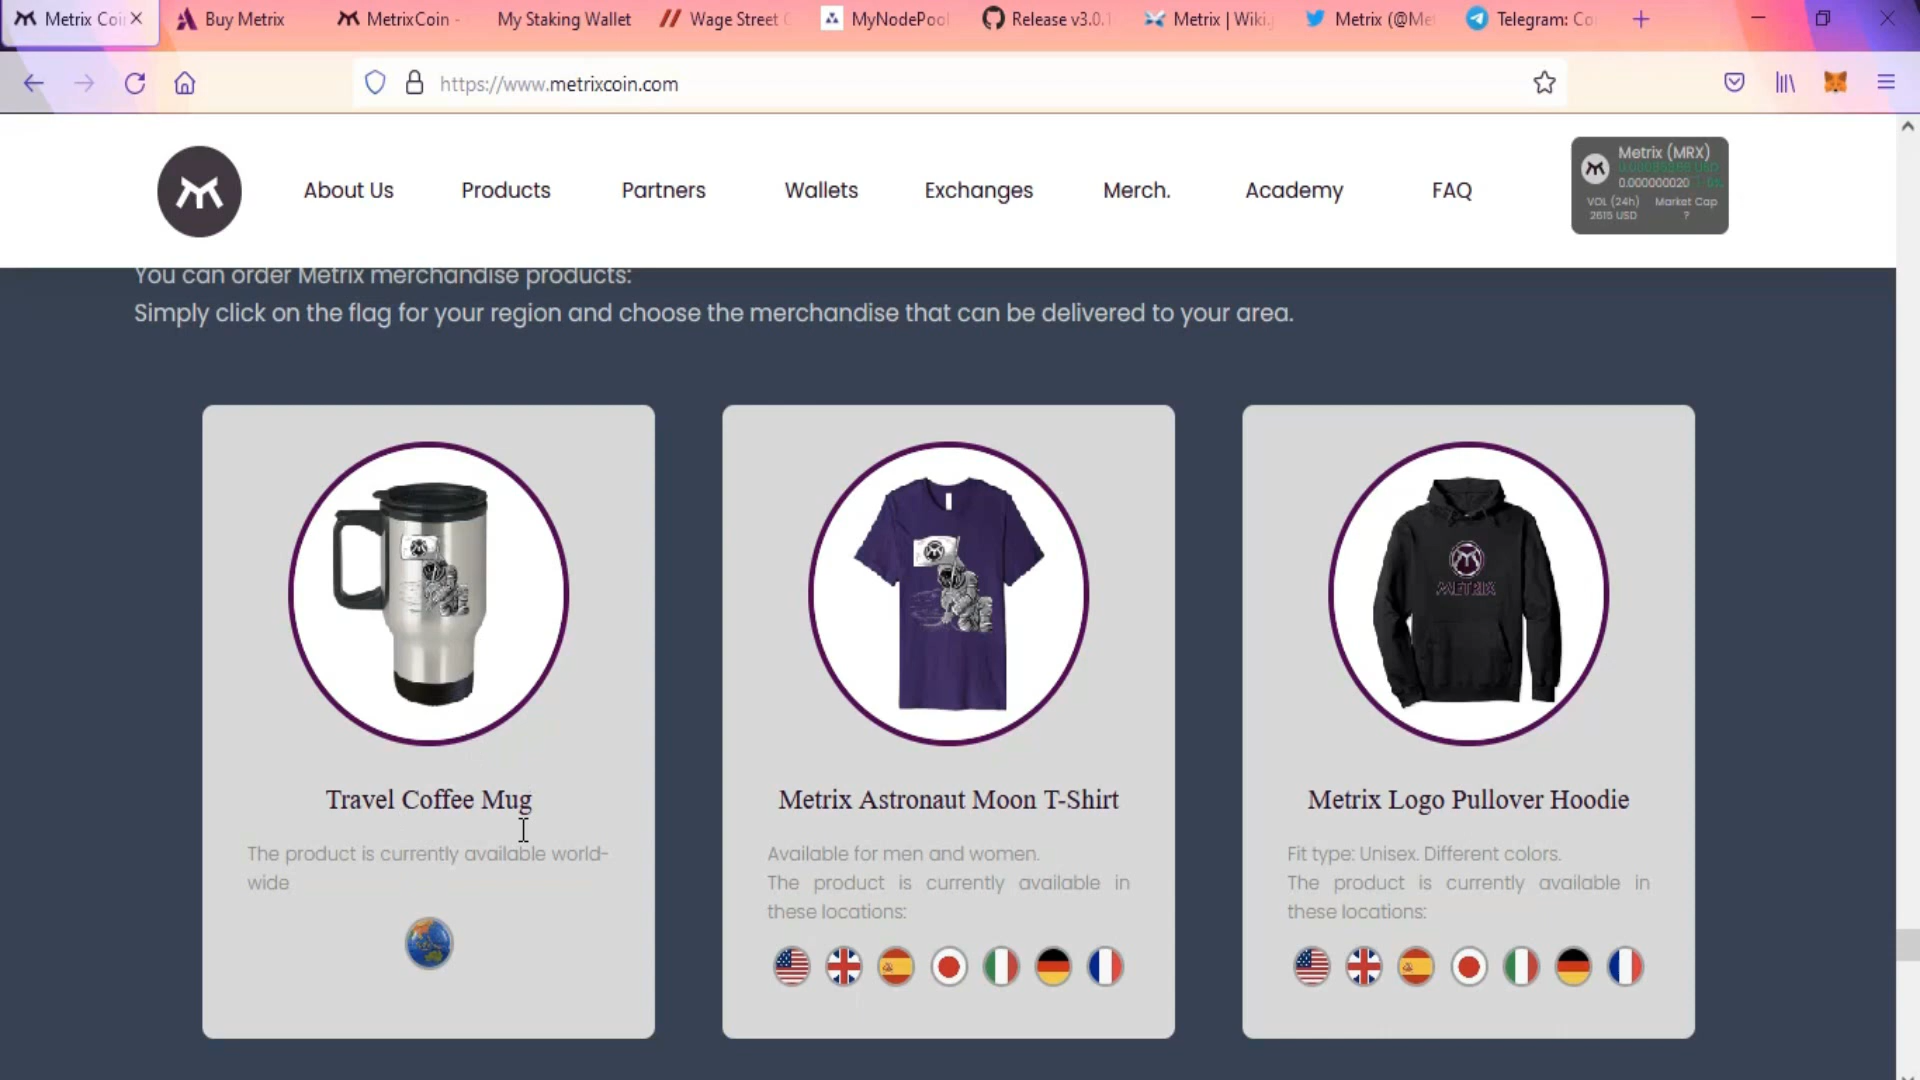 Metrix Coi
Buy Metrix
MetrixCoin -
My Staking Wallet
Wage Street
MyNodePoo
Release v3.0.1
Metrix | Wiki.
Metrix (@Me
Telegram: Co
https://www.metrixcoin.com
About Us
Products
Partners
Wallets
Exchanges
Merch.
Academy
FAQ
Metrix (MRX)
0.000000020
VOL (24h) Market Cap
2615 USD ?
You can order Metrix merchandise products:
Simply click on the flag for your region and choose the merchandise that can be delivered to your area.
METRIX
Travel Coffee Mug
The product is currently available world-
wide
Metrix Astronaut Moon T-Shirt
Available for men and women.
The product is currently available in
these locations:
Metrix Logo Pullover Hoodie
Fit type: Unisex. Different colors.
The product is currently available in
these locations: